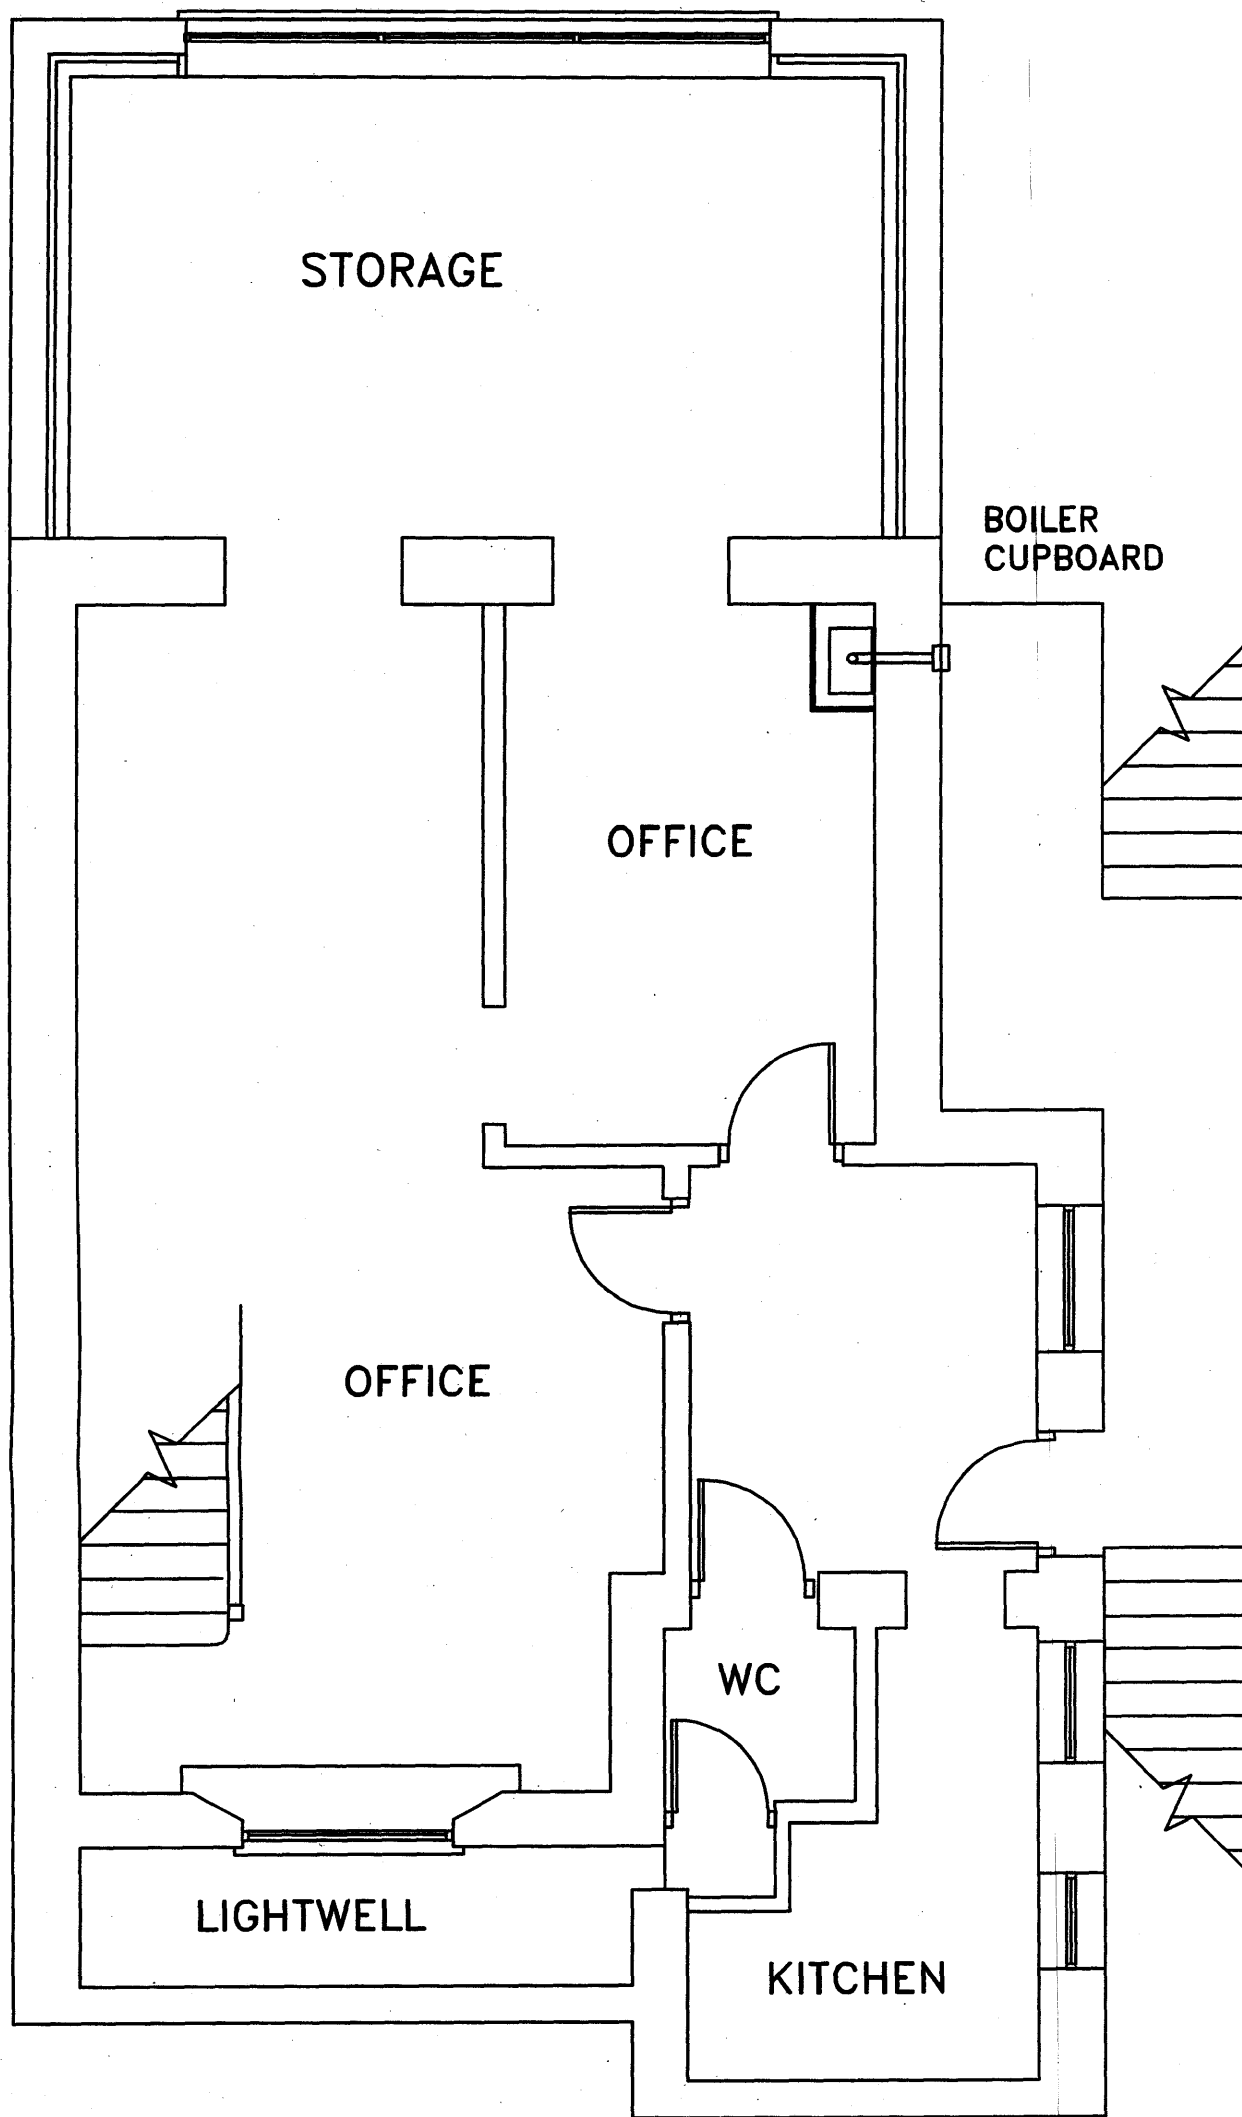 STORAGE
BOILER
CUPBOARD
OFFICE
OFFICE
WC
LIGHTWELL
KITCHEN